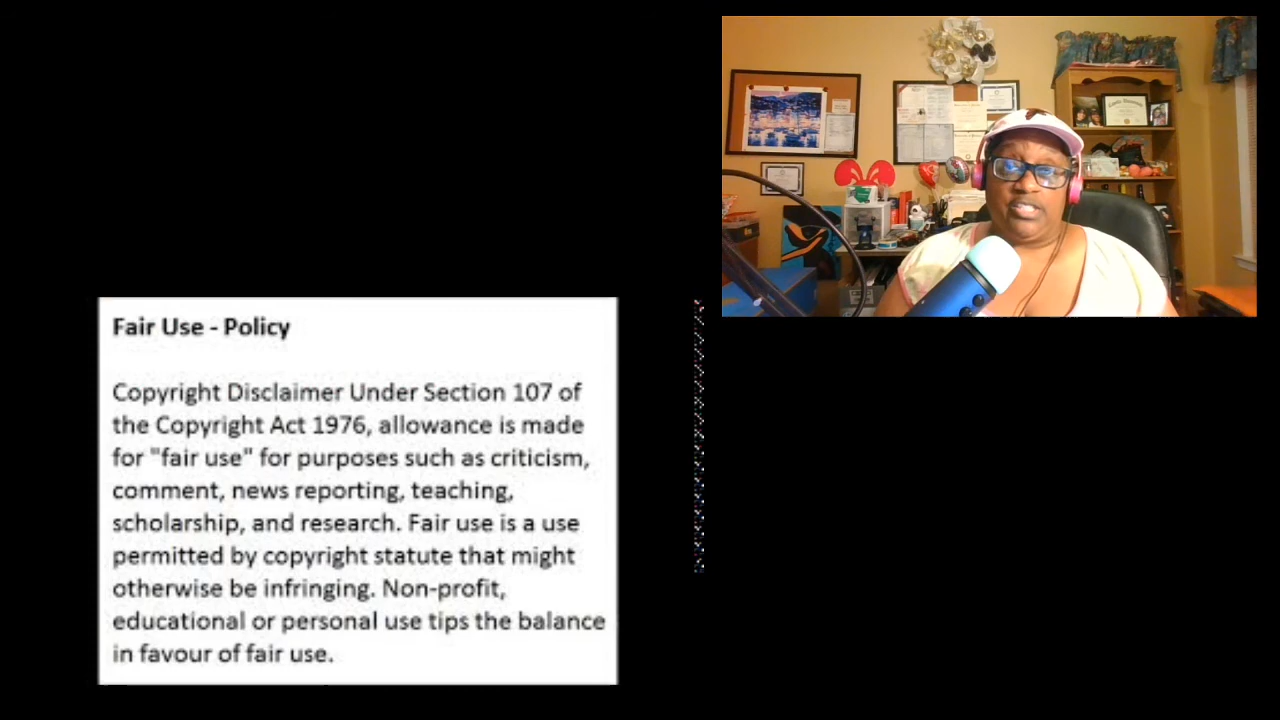 Fair Use - Policy
Copyright Disclaimer Under Section 107 of
the Copyright Act 1976, allowance is made
for "fair use" for purposes such as criticism,
comment, news reporting, teaching,
scholarship, and research. Fair use is a use
permitted by copyright statute that might
otherwise be infringing. Non-profit,
educational or personal use tips the balance
in favour of fair use.